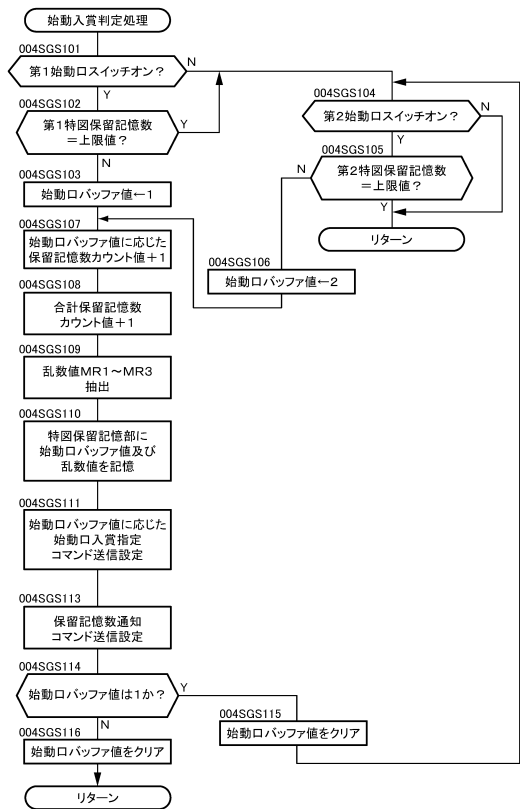 始動入賞判定処理
004SGS101
第1始動口スイッチオン?
N
Y
004SGS102
第1特図保留記憶数
=上限値?
Y
N
004SGS103
始動口バッファ値←1
004SGS107
始動口バッファ値に応じた
保留記憶数カウント値+1
004SGS108
合計保留記憶数
カウント値+1
004SGS109
乱数値MR1~MR3
抽出
004SGS110
特図保留記憶部に
始動口バッファ値及び
乱数値を記憶
004SGS111
始動口バッファ値に応じた
始動口入賞指定
コマンド送信設定
004SGS113
保留記憶数通知
コマンド送信設定
004SGS114
始動口バッファ値は1か?
Y
N
004SGS116
始動口バッファ値をクリア
リターン
004SGS104
第2始動口スイッチオン?
N
Y
004SGS105
第2特図保留記憶数
=上限値?
N
Y
リターン
004SGS106
始動口バッファ値←2
004SGS115
始動口バッファ値をクリア